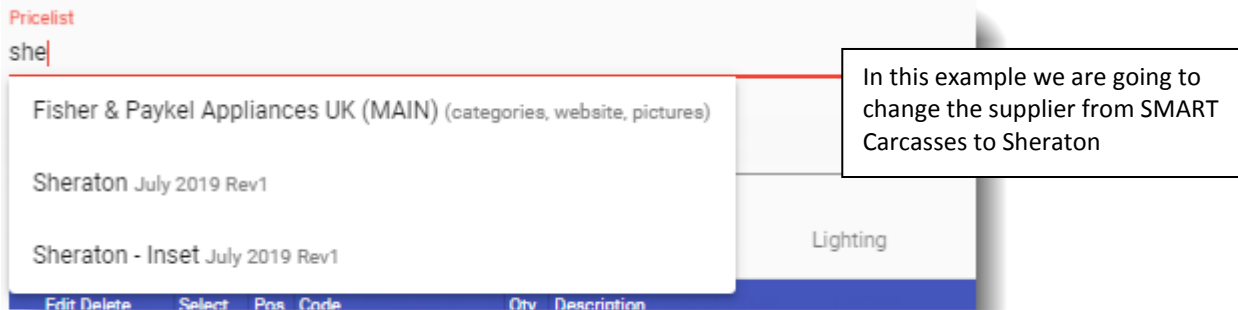 Pricelist
she
In this example we are going to
change the supplier from SMART
Carcasses to Sheraton
Fisher & Paykel Appliances UK (MAIN) (categories, website, pictures)
Sheraton July 2019 Rev1
Sheraton - Inset July 2019 Rev1
Lighting
Edit Delete Select Pos Code Qty Description